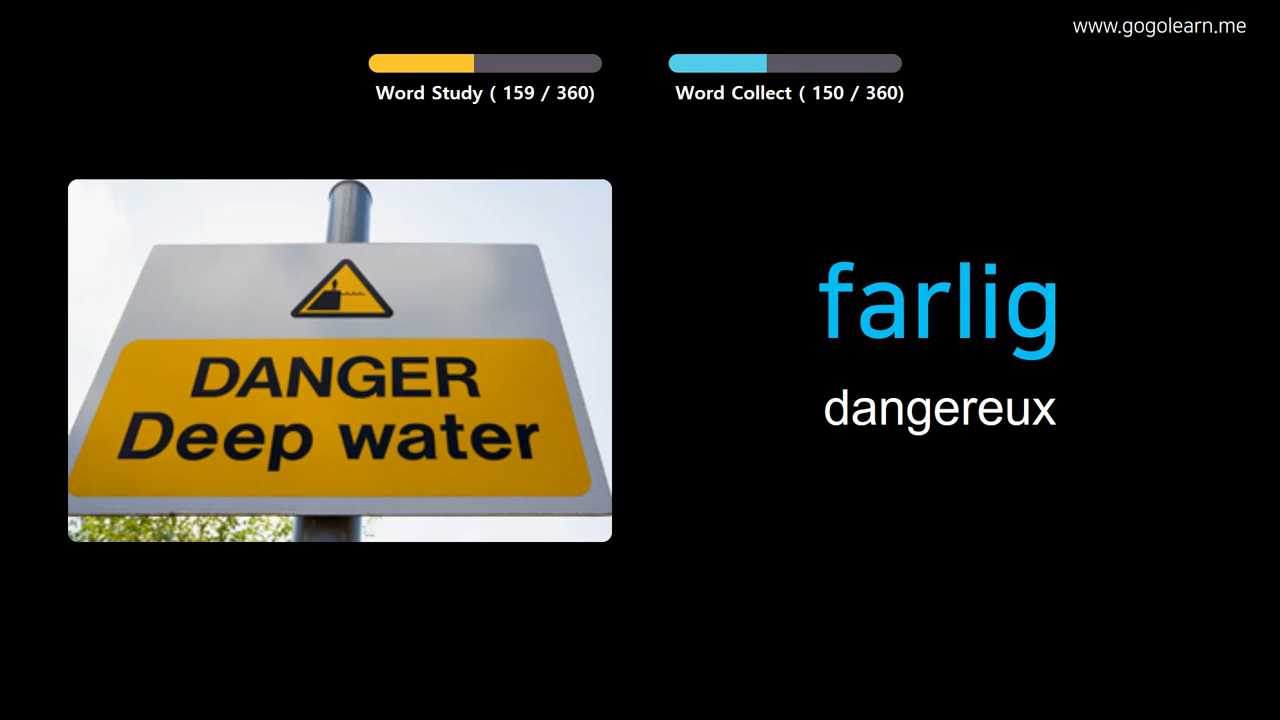 www.gogolearn.me
Word Study ( 159 / 360)
Word Collect ( 150 / 360)
DANGER
Deep water
farlig
dangereux